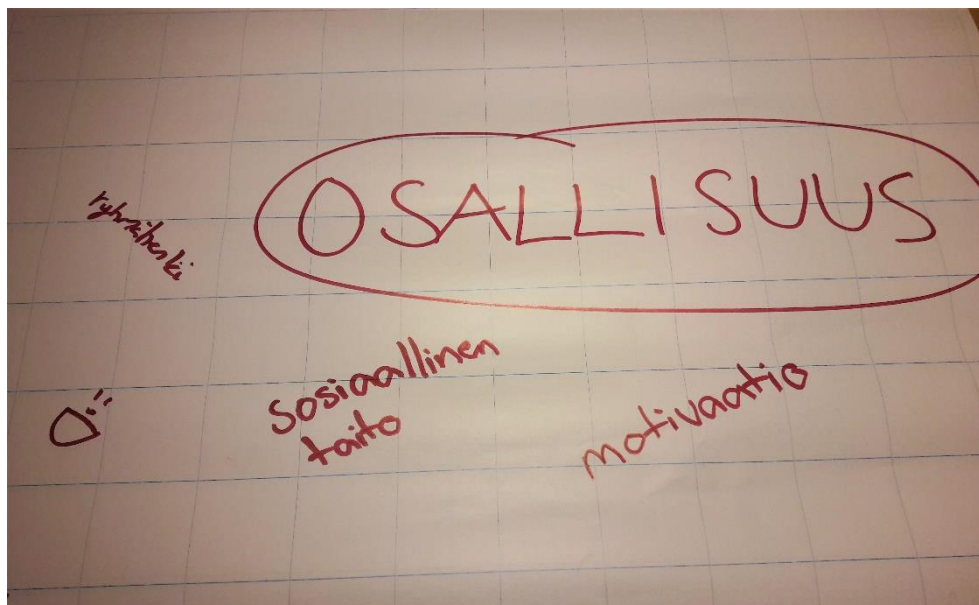 OSALLISUUS
ryhmähenki
sosiaallinen
taito
motivaatio